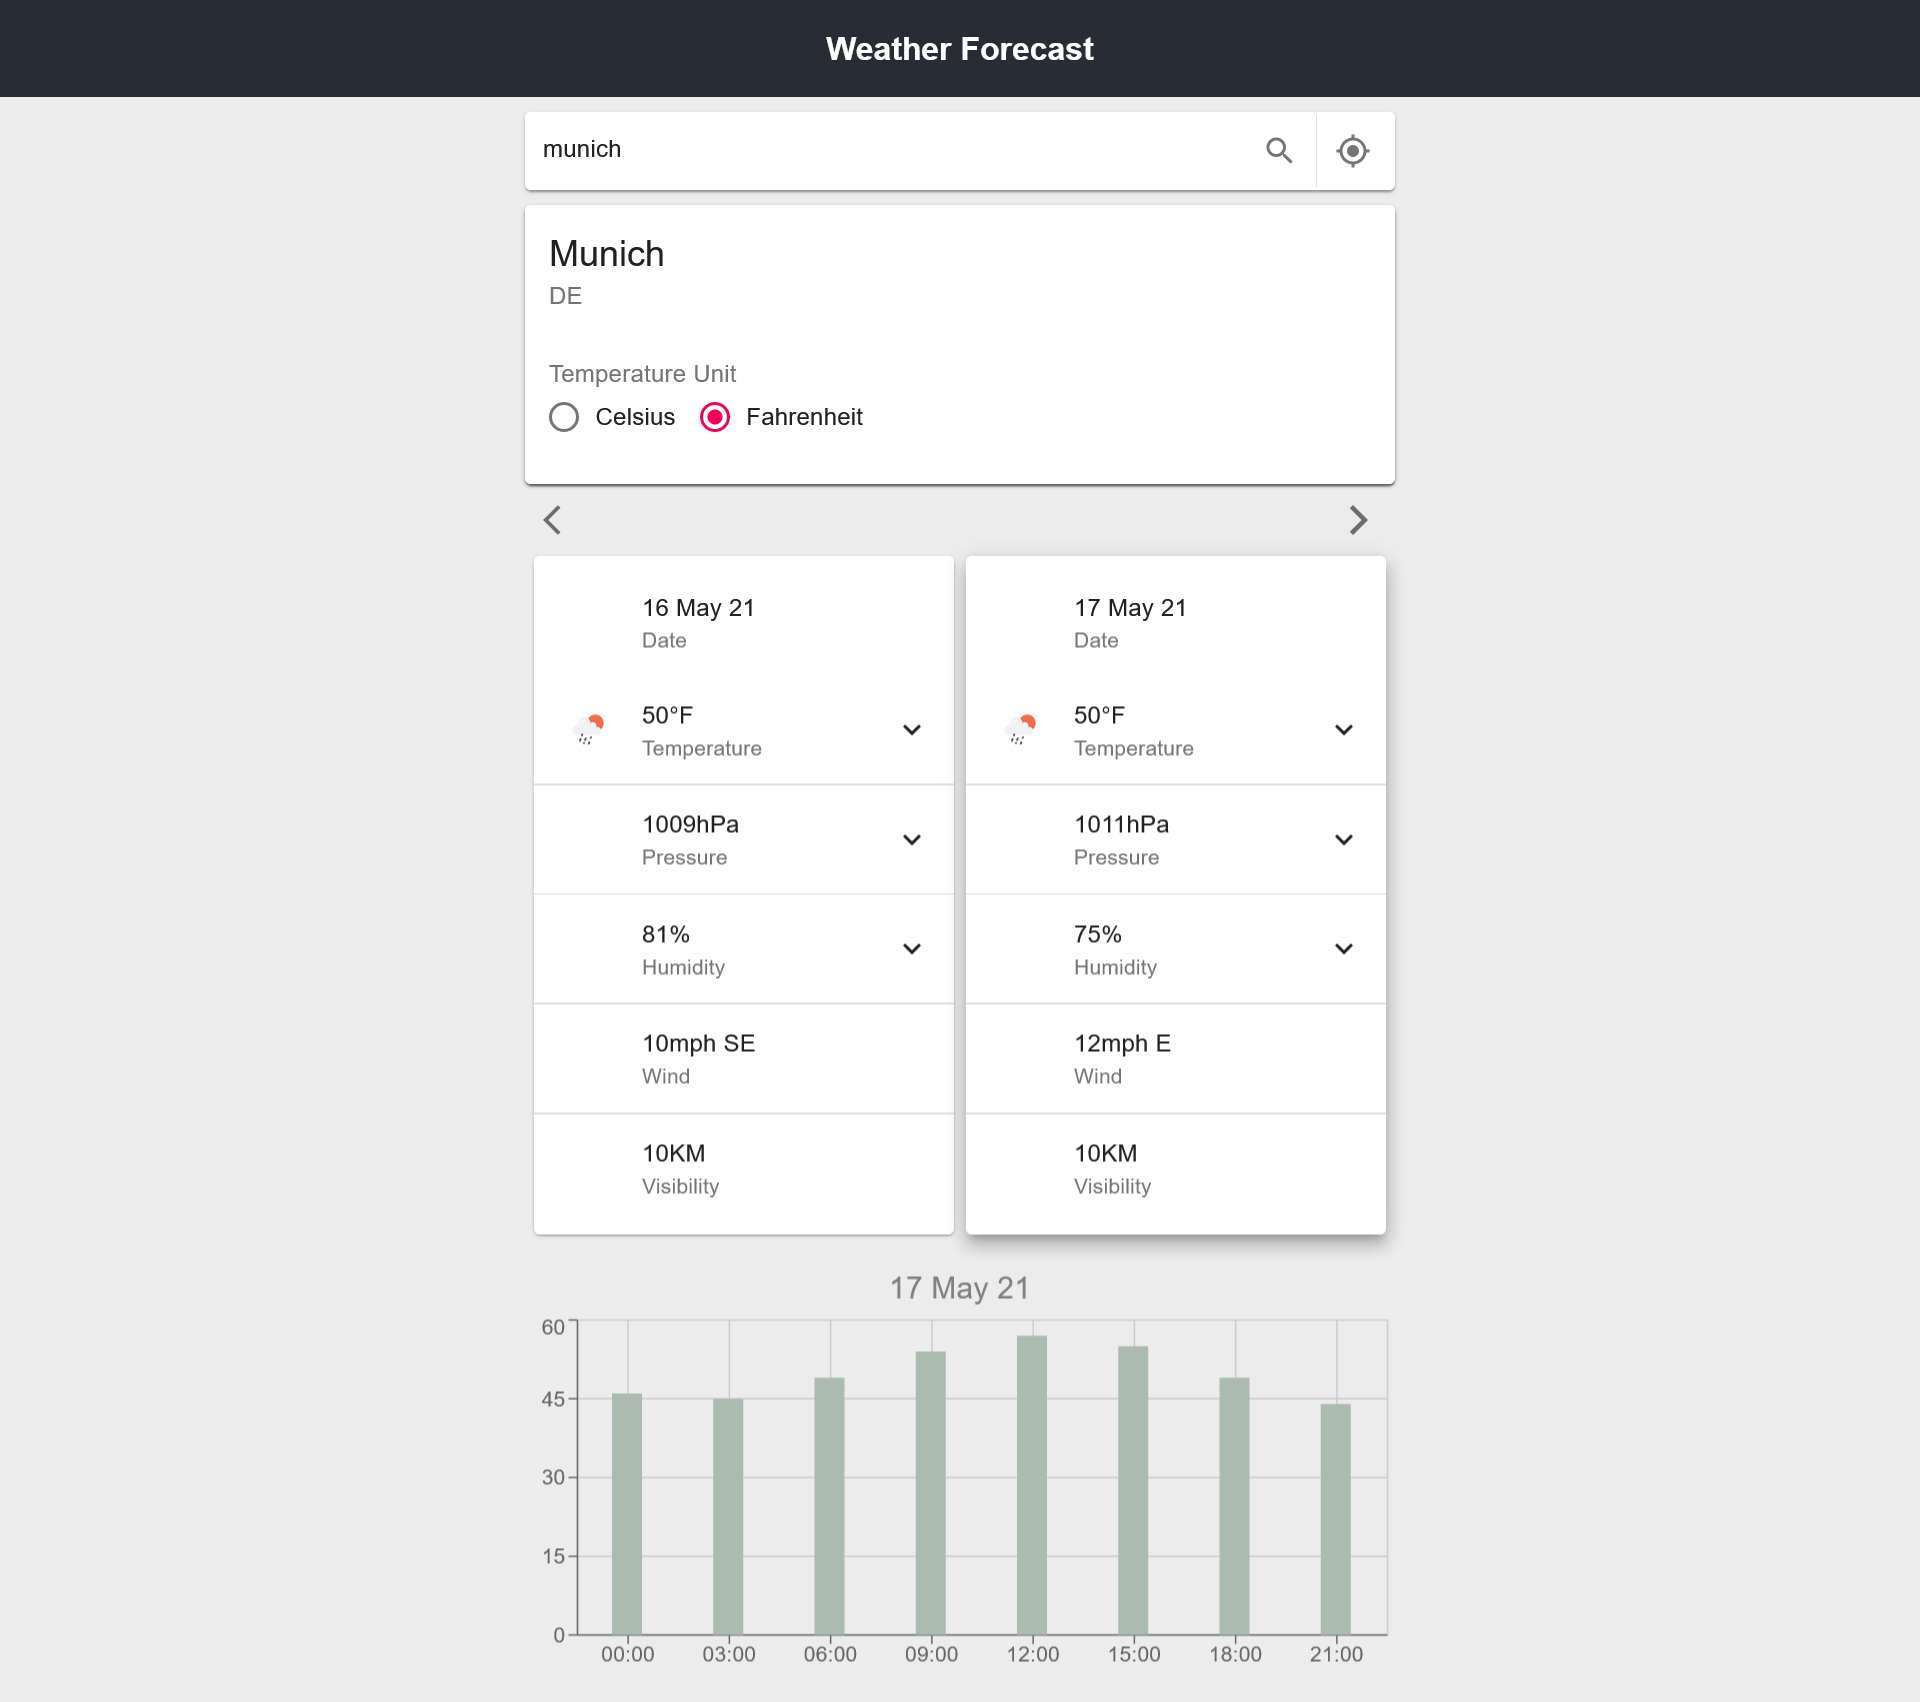 Weather Forecast
munich
Munich
DE
Temperature Unit
Celsius Fahrenheit
16 May 21
Date
50°F
Temperature
1009hPa
Pressure
81%
Humidity
10mph SE
Wind
10KM
Visibility
17 May 21
Date
50°F
Temperature
1011hPa
Pressure
75%
Humidity
12mph E
Wind
10KM
Visibility
17 May 21
60
45
30
15
0
00:00 03:00 06:00 09:00 12:00 15:00 18:00 21:00